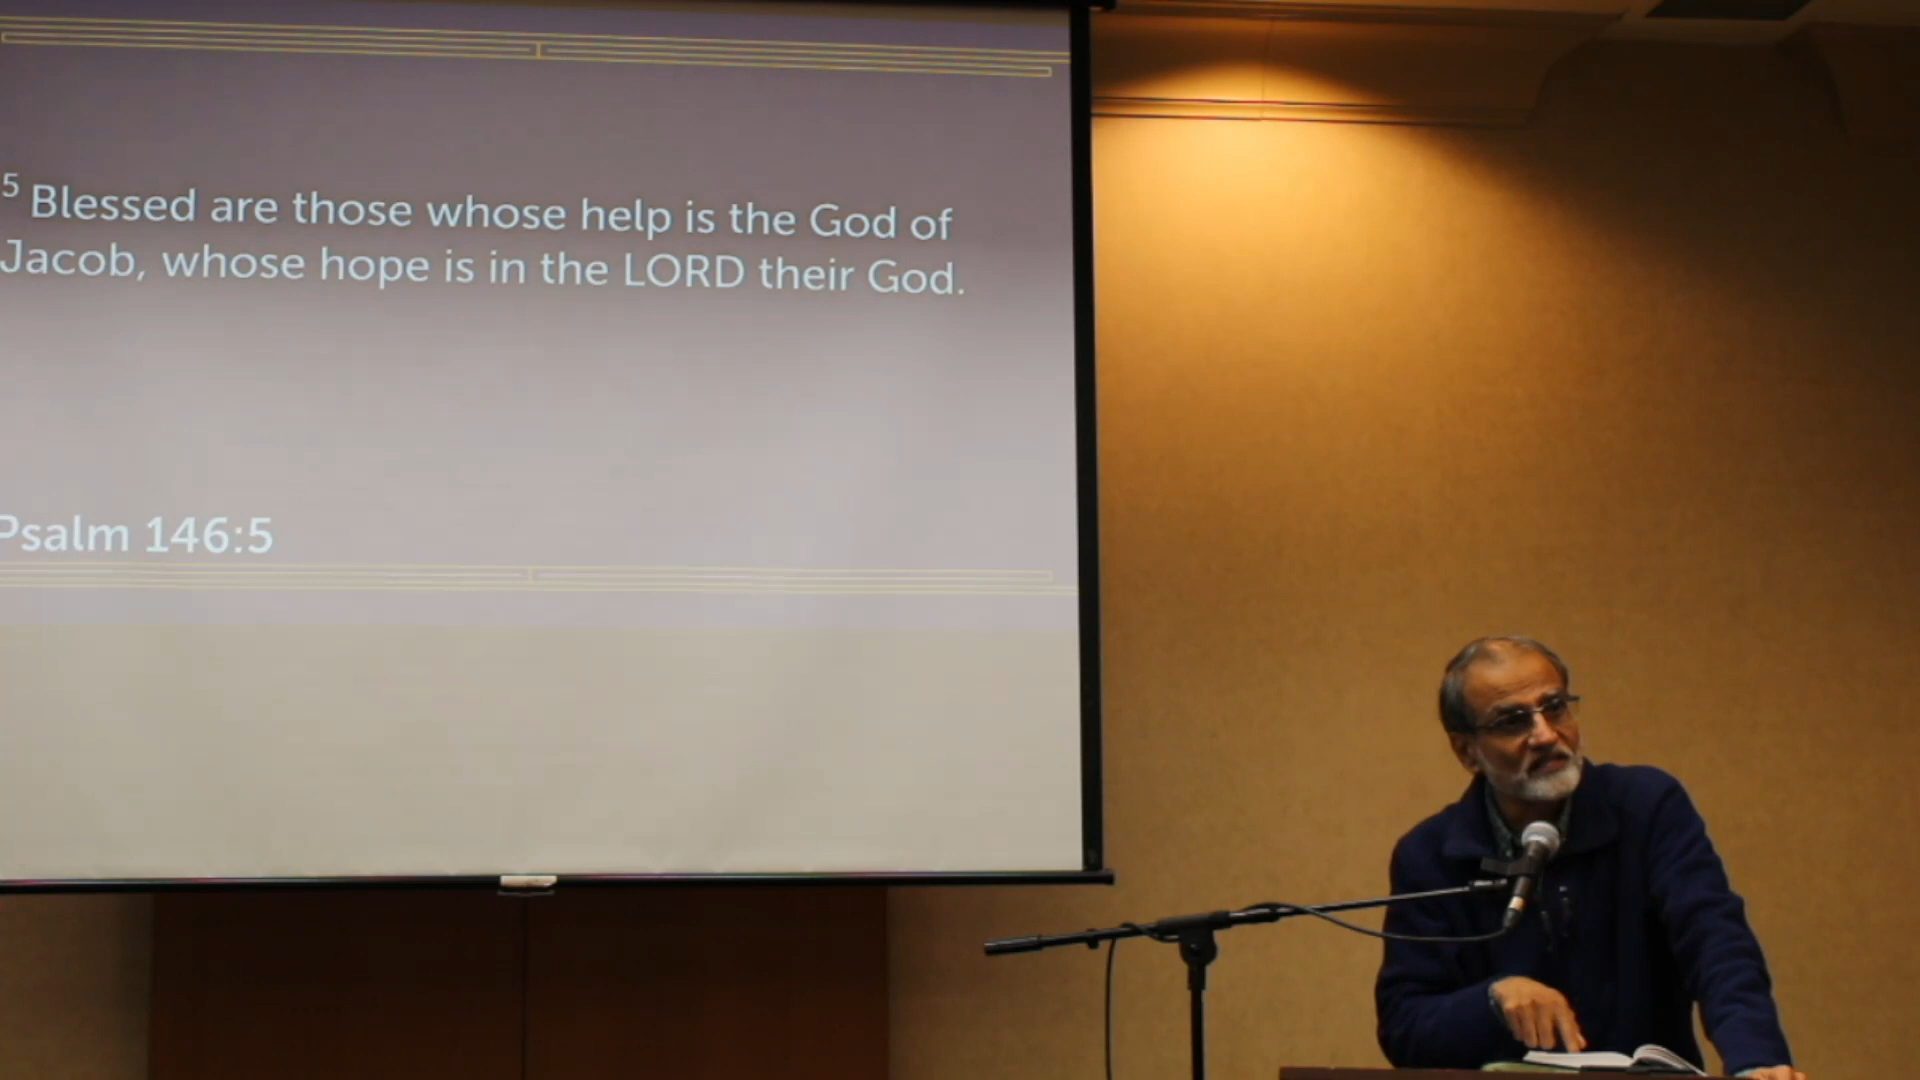 5 Blessed are those whose help is the God of
Jacob, whose hope is in the LORD their God.
Psalm 146:5